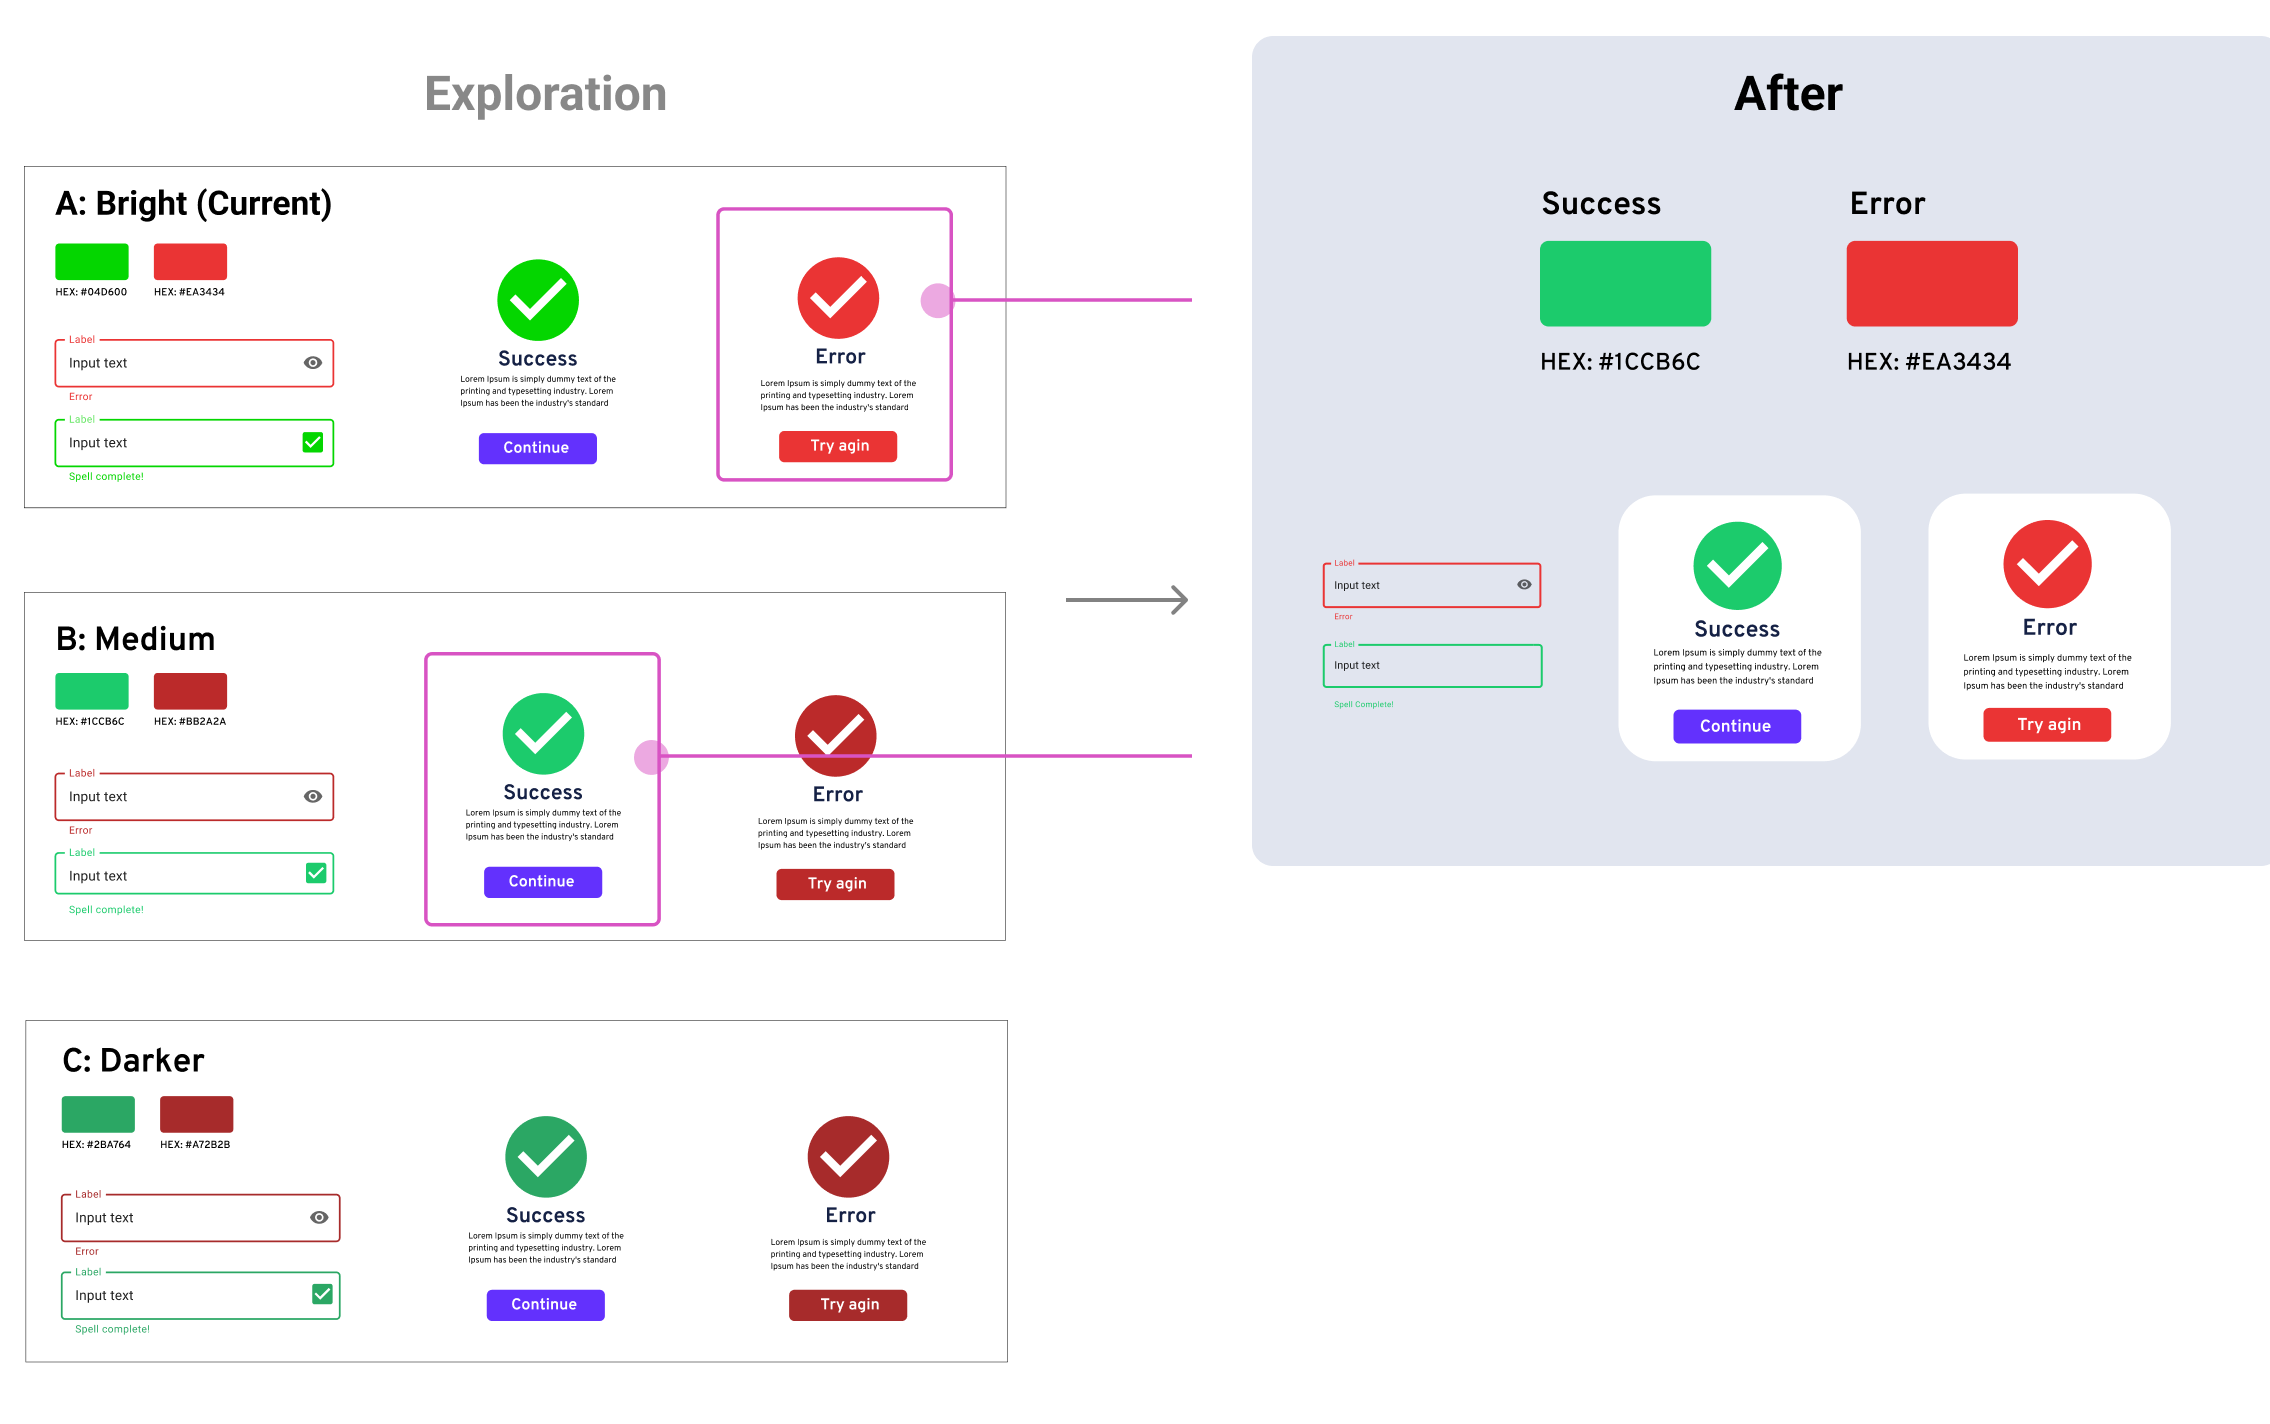 Exploration
A: Bright (Current)
HEX: #04D600
HEX: #EA3434
Label
Input text
Error
Label
Input text
Spell complete!
Success
Lorem Ipsum is simply dummy text of the
printing and typesetting industry. Lorem
Ipsum has been the industry's standard
Continue
Error
Lorem Ipsum is simply dummy text of the
printing and typesetting industry. Lorem
Ipsum has been the industry's standard
Try agin
B: Medium
HEX: #1CCB6C
HEX: #BB2A2A
Label
Input text
Error
Label
Input text
Spell complete!
Success
Lorem Ipsum is simply dummy text of the
printing and typesetting industry. Lorem
Ipsum has been the industry's standard
Continue
Error
Lorem Ipsum is simply dummy text of the
printing and typesetting industry. Lorem
Ipsum has been the industry's standard
Try agin
C: Darker
HEX: #2BA764
HEX: #A72B2B
Label
Input text
Error
Label
Input text
Spell complete!
Success
Lorem Ipsum is simply dummy text of the
printing and typesetting industry. Lorem
Ipsum has been the industry's standard
Continue
Error
Lorem Ipsum is simply dummy text of the
printing and typesetting industry. Lorem
Ipsum has been the industry's standard
Try agin
After
Success
Error
HEX: #1CCB6C
HEX: #EA3434
Label
Input text
Error
Label
Input text
Spell Complete!
Success
Lorem Ipsum is simply dummy text of the
printing and typesetting industry. Lorem
Ipsum has been the industry's standard
Continue
Error
Lorem Ipsum is simply dummy text of the
printing and typesetting industry. Lorem
Ipsum has been the industry's standard
Try agin